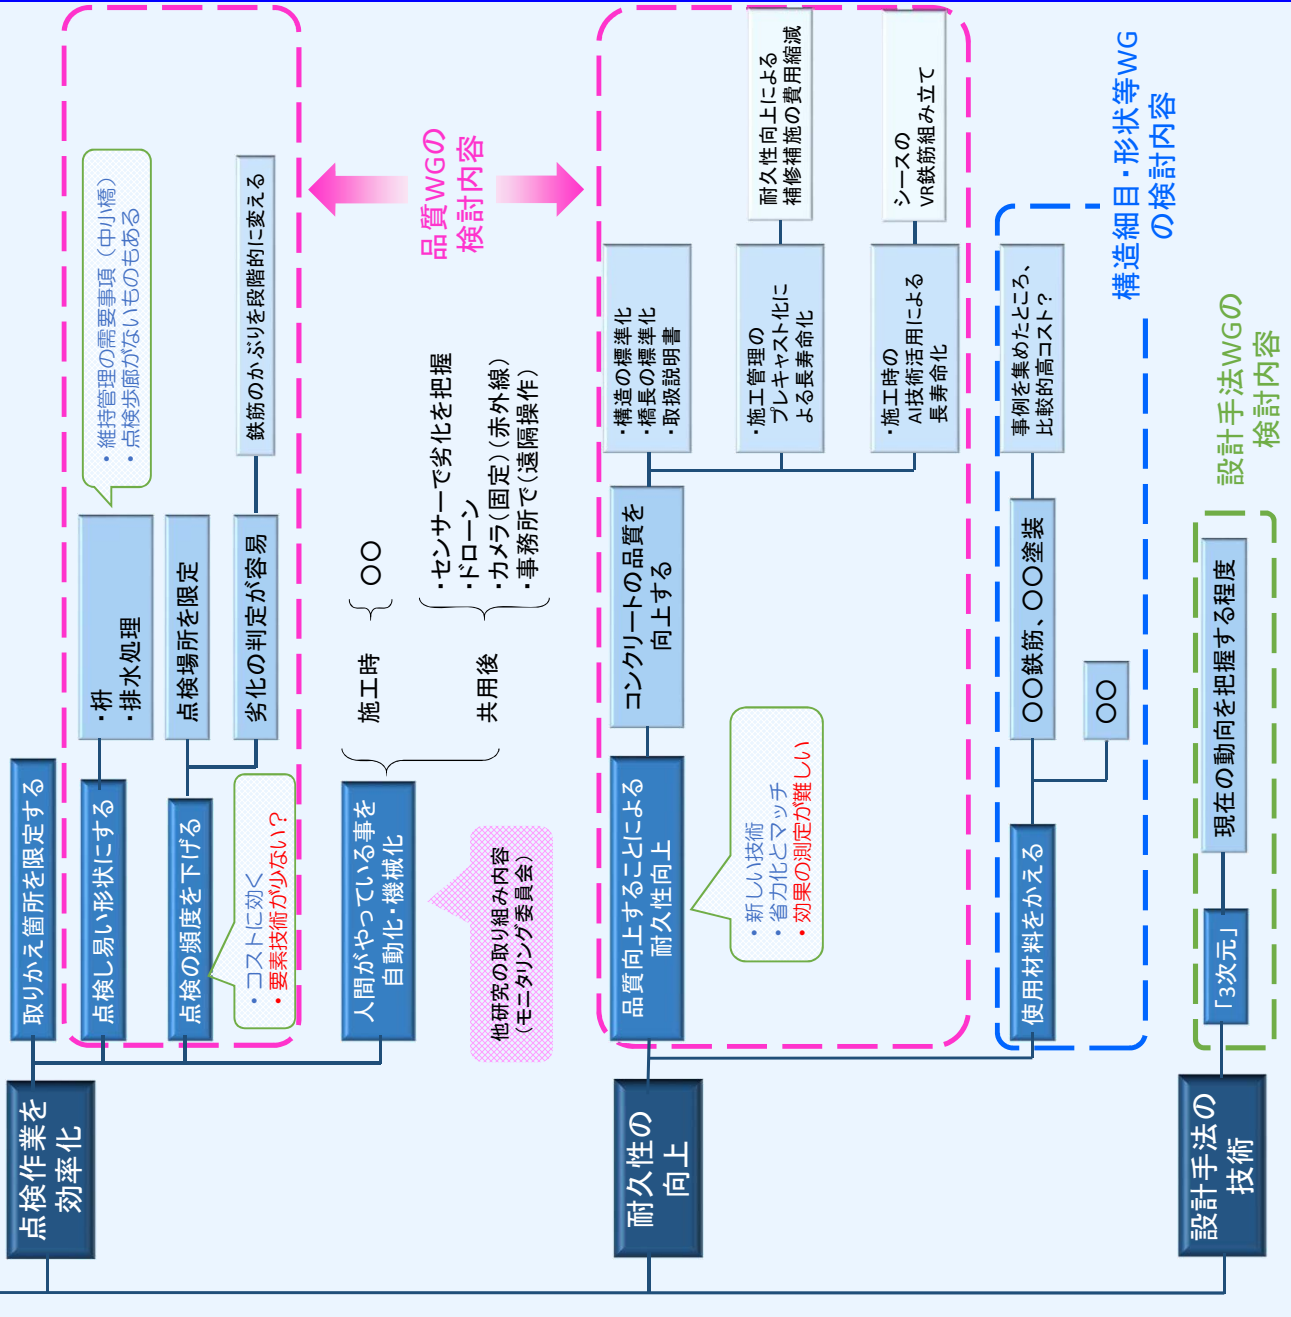 点検作業を
効率化
取りかえ箇所を限定する
点検し易い形状にする
・枡
・排水処理
・維持管理の需要事項（中小橋）
・点検歩廊がないものもある
点検の頻度を下げる
点検場所を限定
劣化の判定が容易
鉄筋のかぶりを段階的に変える
・コストに効く
・要素技術が少ない？
人間がやっている事を
自動化・機械化
施工時
〇〇
共用後
・センサーで劣化を把握
・ドローン
・カメラ（固定）（赤外線）
・事務所で（遠隔操作）
他研究の取り組み内容
（モニタリング委員会）
品質WGの
検討内容
耐久性の
向上
品質向上することによる
耐久性向上
コンクリートの品質を
向上する
・構造の標準化
・橋長の標準化
・取扱説明書
・施工管理の
プレキャスト化に
よる長寿命化
耐久性向上による
補修補施の費用縮減
・施工時の
AI技術活用による
長寿命化
シースの
VR鉄筋組み立て
・新しい技術
・省力化とマッチ
・効果の測定が難しい
使用材料をかえる
〇〇鉄筋、〇〇塗装
事例を集めたところ、
比較的高コスト？
〇〇
構造細目・形状等WG
の検討内容
設計手法の
技術
「3次元」
現在の動向を把握する程度
設計手法WGの
検討内容